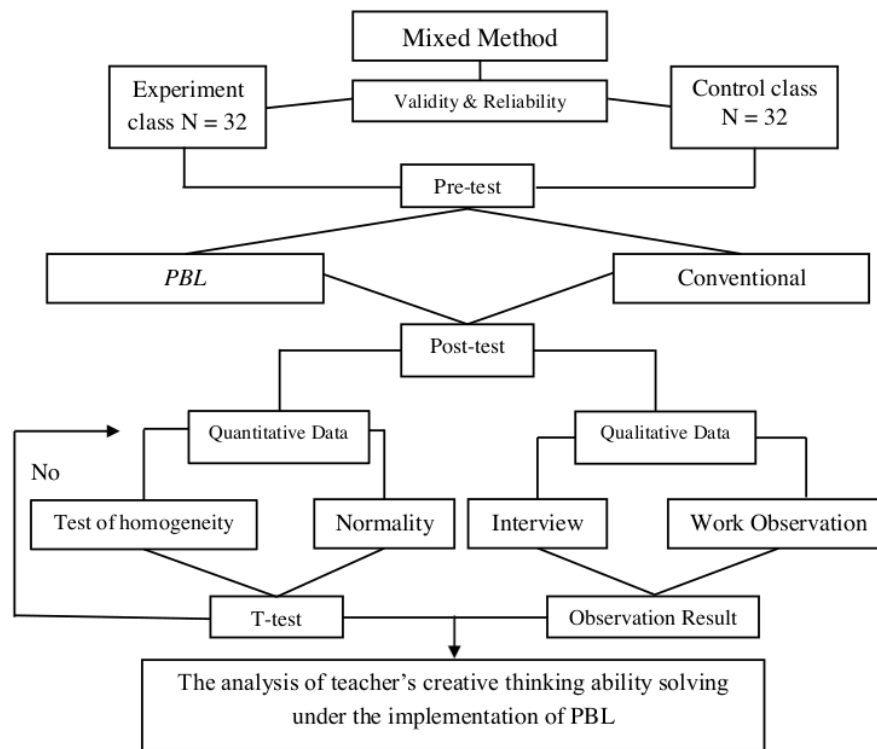 Mixed Method
Experiment
class N = 32
Validity & Reliability
Control class
N = 32
Pre-test
PBL
Conventional
Post-test
Quantitative Data
Qualitative Data
No
Test of homogeneity
Normality
Interview
Work Observation
T-test
Observation Result
The analysis of teacher's creative thinking ability solving
under the implementation of PBL